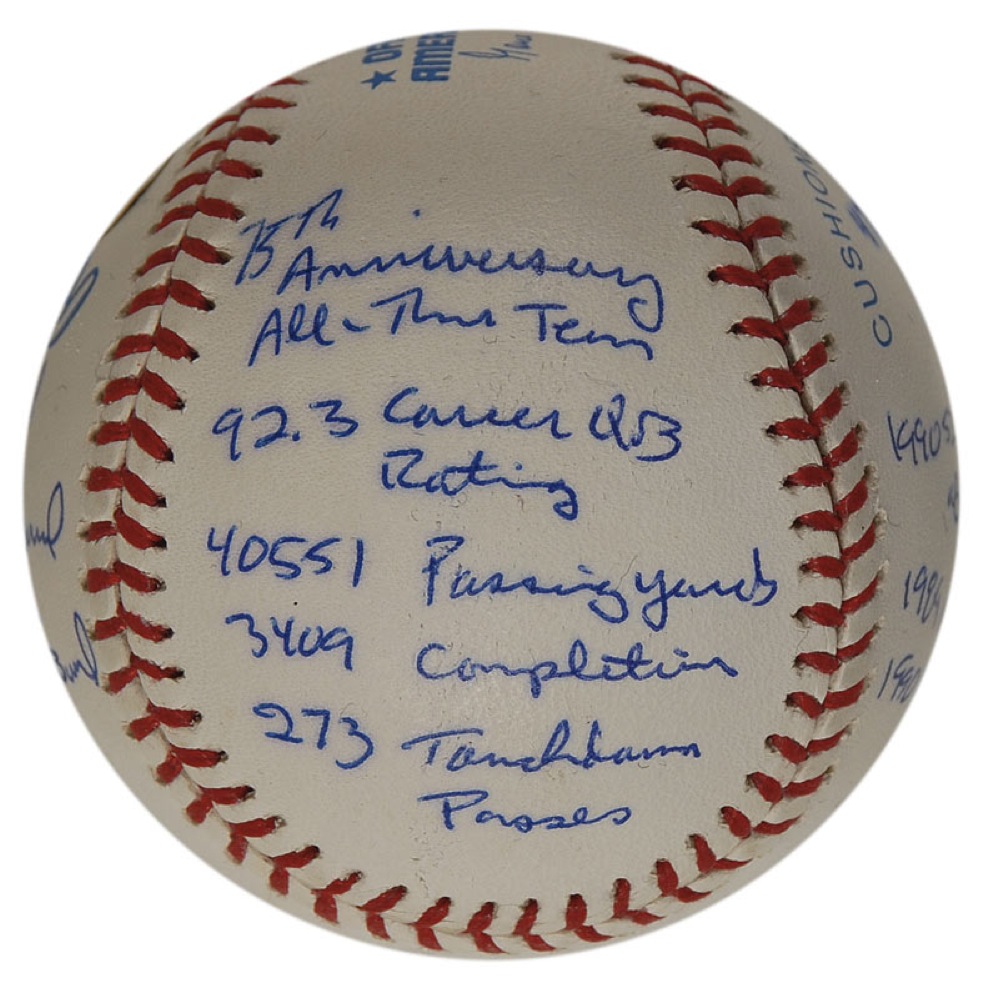 75th
Anniversary
All-Time Team
92.3 Career QB
Rating
40551 Passing yards
3409 Completions
273 Touchdown
Passes
CUSHION